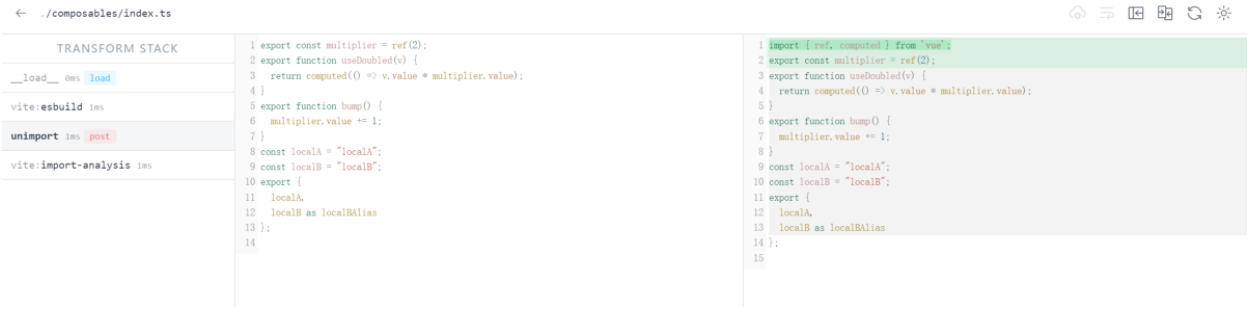 ./composables/index.ts
TRANSFORM STACK
__load__ 0ms load
vite:esbuild 1ms
unimport 1ms post
vite:import-analysis 1ms
1 export const multiplier = ref(2);
2 export function useDoubled(v) {
3 return computed(() => v.value * multiplier.value);
4 }
5 export function bump() {
6 multiplier.value += 1;
7 }
8 const localA = "localA";
9 const localB = "localB";
10 export {
11 localA,
12 localB as localBAlias
13 };
14
1 import { ref, computed } from 'vue';
2 export const multiplier = ref(2);
3 export function useDoubled(v) {
4 return computed(() => v.value * multiplier.value);
5 }
6 export function bump() {
7 multiplier.value += 1;
8 }
9 const localA = "localA";
10 const localB = "localB";
11 export {
12 localA,
13 localB as localBAlias
14 };
15